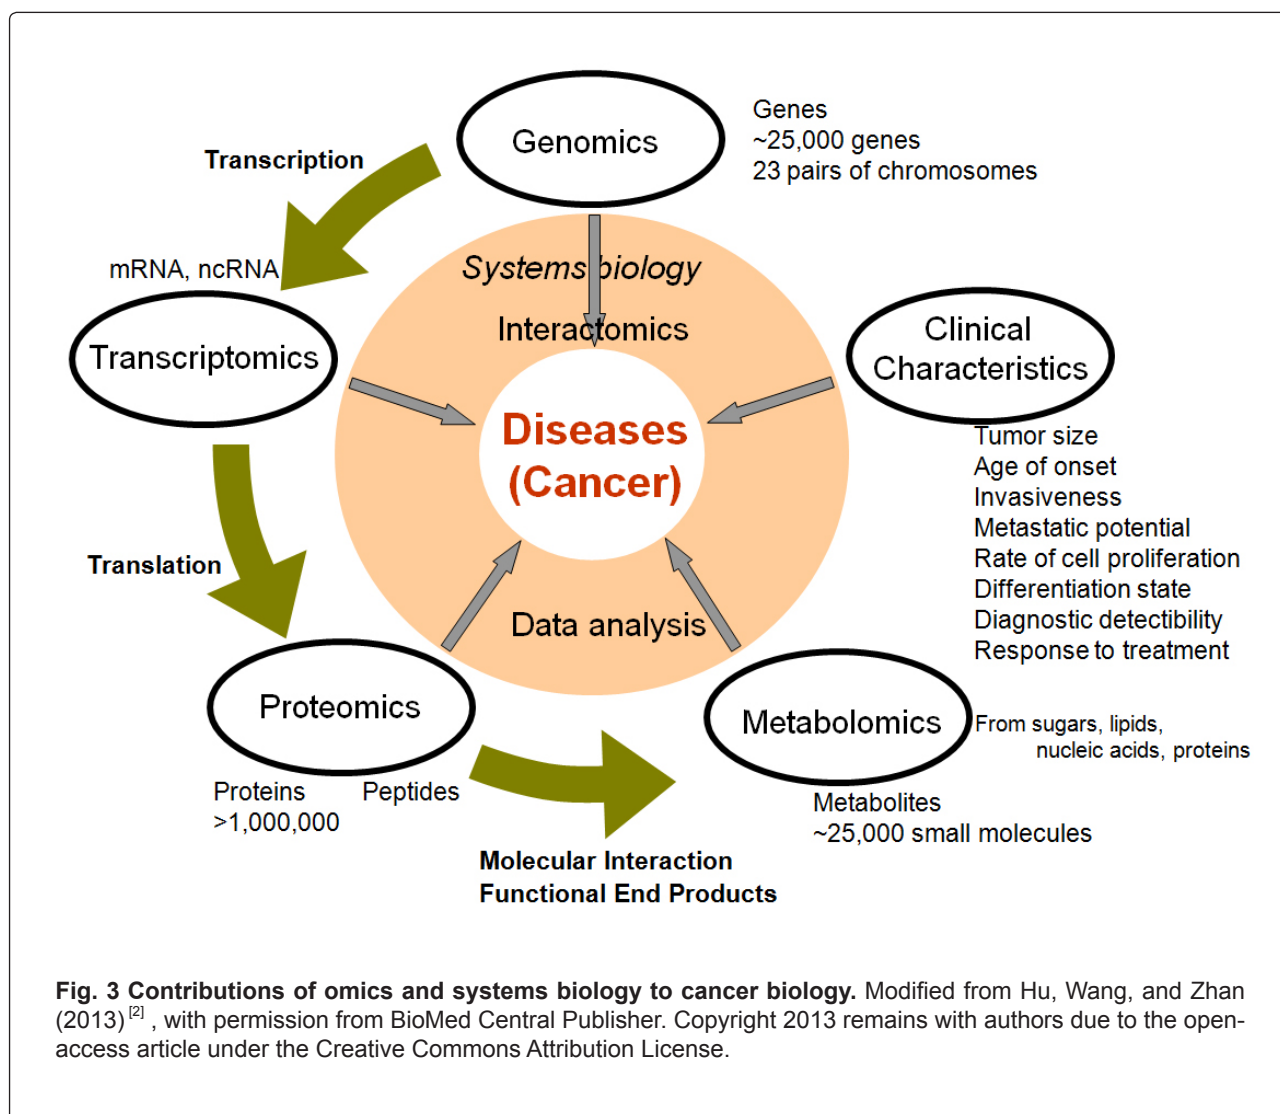 Genomics
Genes
~25,000 genes
23 pairs of chromosomes
Transcription
mRNA, ncRNA
Transcriptomics
Systems biology
Interactomics
Clinical
Characteristics
Diseases
(Cancer)
Tumor size
Age of onset
Invasiveness
Metastatic potential
Rate of cell proliferation
Differentiation state
Diagnostic detectibility
Response to treatment
Translation
Data analysis
Proteomics
Proteins Peptides
>1,000,000
Metabolomics
From sugars, lipids,
nucleic acids, proteins
Metabolites
~25,000 small molecules
Molecular Interaction
Functional End Products
Fig. 3 Contributions of omics and systems biology to cancer biology. Modified from Hu, Wang, and Zhan
(2013) [2] , with permission from BioMed Central Publisher. Copyright 2013 remains with authors due to the open-
access article under the Creative Commons Attribution License.